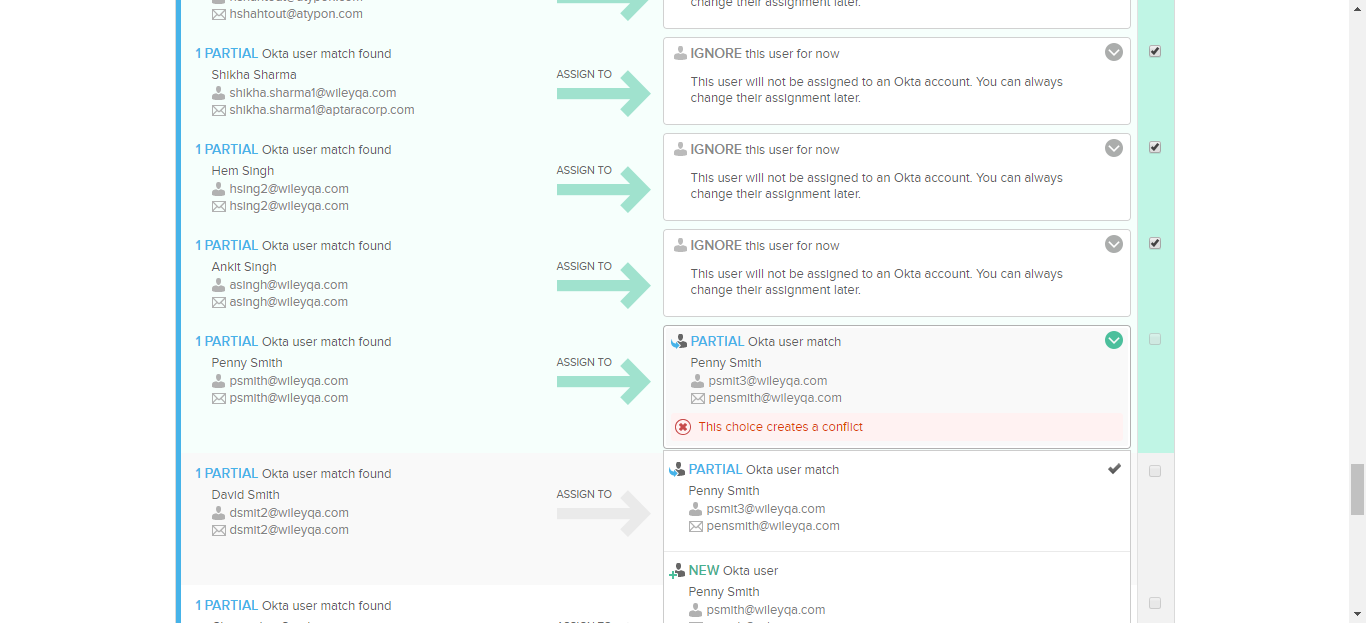 hshahtout@atypon.com
change their assignment later.
1 PARTIAL Okta user match found
Shikha Sharma
shikha.sharma1@wileyqa.com
shikha.sharma1@aptaracorp.com
ASSIGN TO
IGNORE this user for now
This user will not be assigned to an Okta account. You can always
change their assignment later.
1 PARTIAL Okta user match found
Hem Singh
hsing2@wileyqa.com
hsing2@wileyqa.com
ASSIGN TO
IGNORE this user for now
This user will not be assigned to an Okta account. You can always
change their assignment later.
1 PARTIAL Okta user match found
Ankit Singh
asingh@wileyqa.com
asingh@wileyqa.com
ASSIGN TO
IGNORE this user for now
This user will not be assigned to an Okta account. You can always
change their assignment later.
1 PARTIAL Okta user match found
Penny Smith
psmith@wileyqa.com
psmith@wileyqa.com
ASSIGN TO
PARTIAL Okta user match
Penny Smith
psmit3@wileyqa.com
pensmith@wileyqa.com
This choice creates a conflict
1 PARTIAL Okta user match found
David Smith
dsmit2@wileyqa.com
dsmit2@wileyqa.com
ASSIGN TO
PARTIAL Okta user match
Penny Smith
psmit3@wileyqa.com
pensmith@wileyqa.com
NEW Okta user
Penny Smith
psmith@wileyqa.com
1 PARTIAL Okta user match found